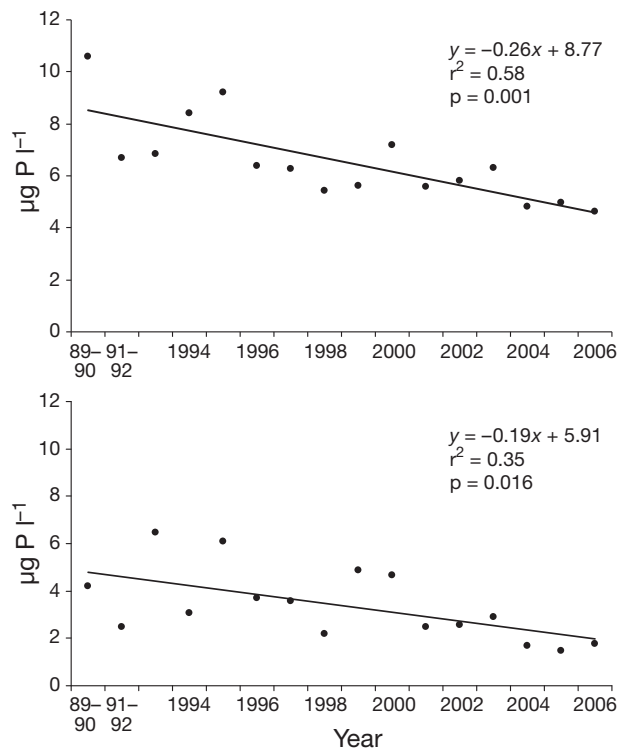 12
10
8
6
4
2
0
µg P l⁻¹
y = –0.26x + 8.77
r² = 0.58
p = 0.001
89– 91– 1994 1996 1998 2000 2002 2004 2006
90 92
12
10
8
6
4
2
0
µg P l⁻¹
y = –0.19x + 5.91
r² = 0.35
p = 0.016
89– 91– 1994 1996 1998 2000 2002 2004 2006
90 92
Year